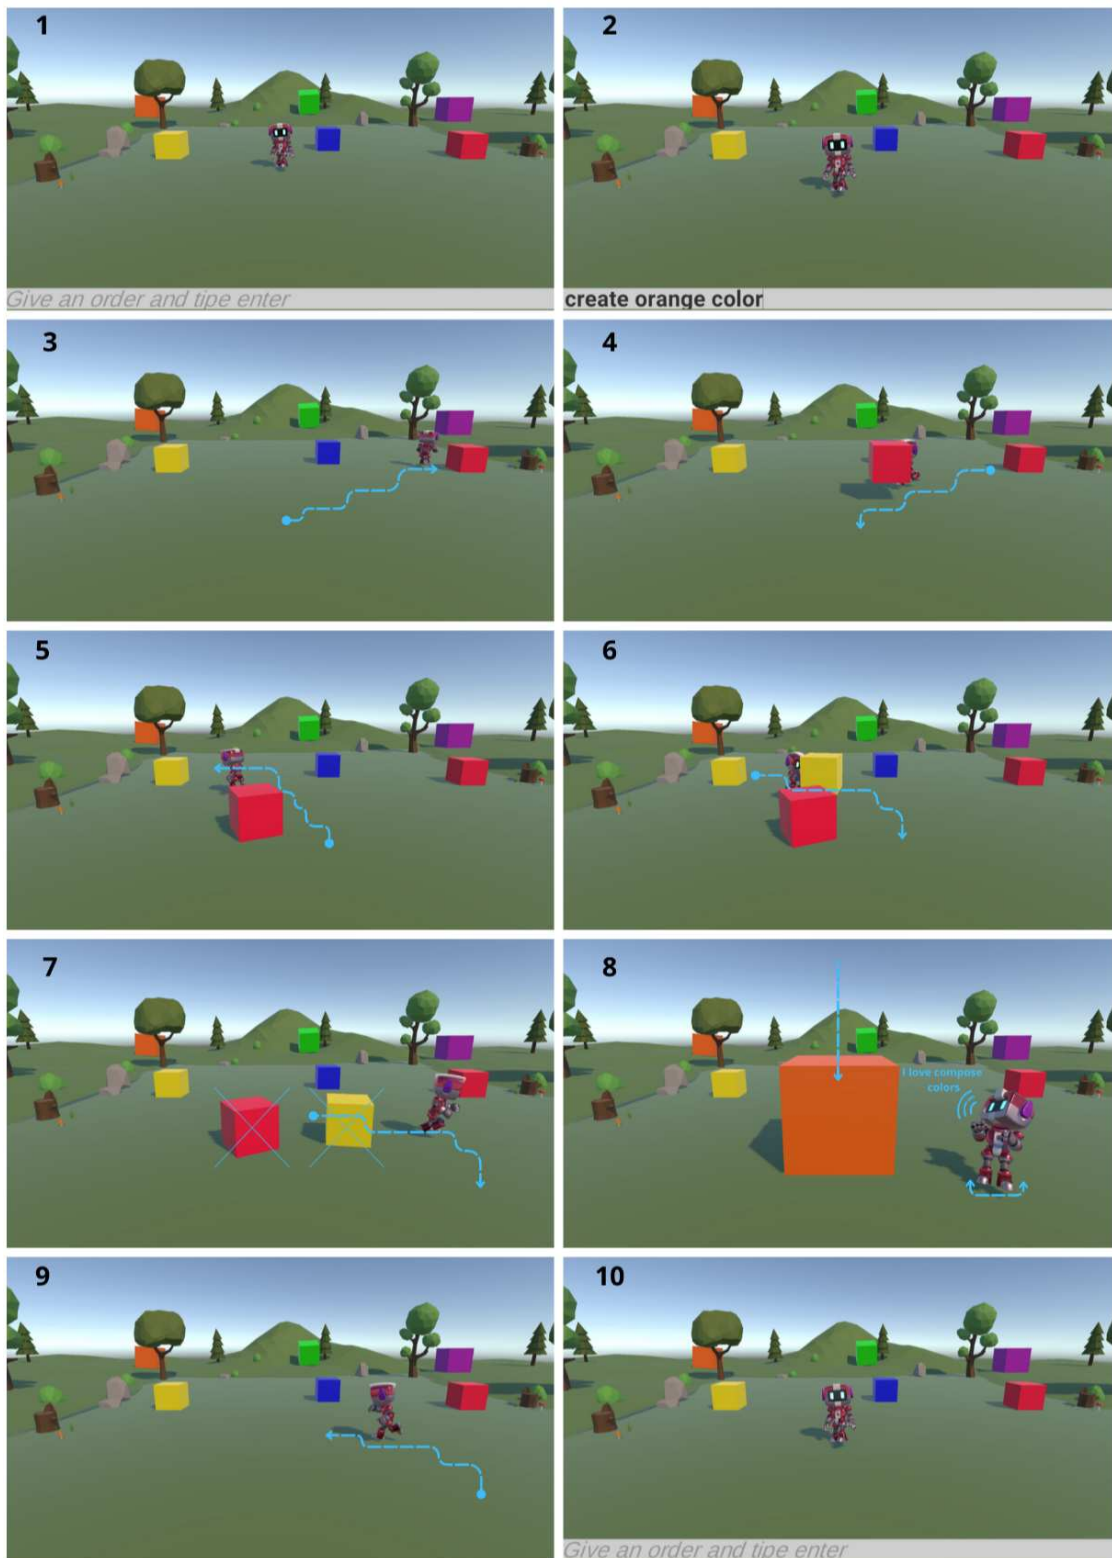 1
2
Give an order and tipe enter
create orange color
3
4
5
6
7
8
I love compose
colors
9
10
Give an order and tipe enter